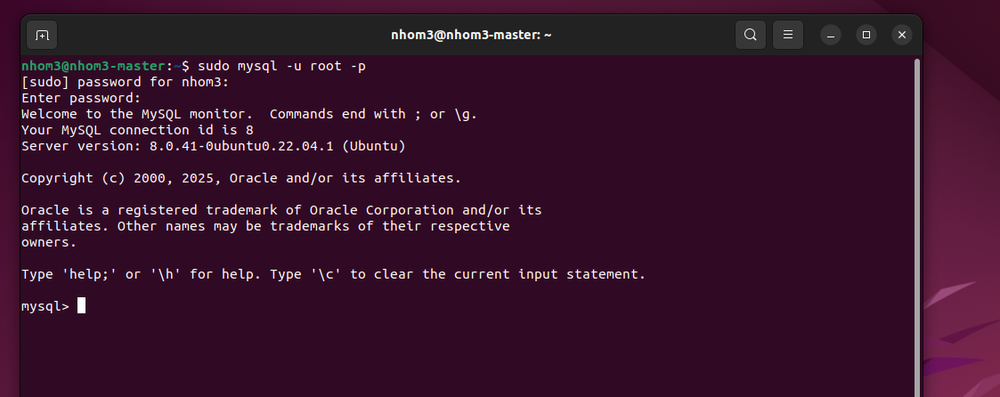 nhom3@nhom3-master: ~
nhom3@nhom3-master:~$ sudo mysql -u root -p
[sudo] password for nhom3:
Enter password:
Welcome to the MySQL monitor.  Commands end with ; or \g.
Your MySQL connection id is 8
Server version: 8.0.41-0ubuntu0.22.04.1 (Ubuntu)
Copyright (c) 2000, 2025, Oracle and/or its affiliates.
Oracle is a registered trademark of Oracle Corporation and/or its
affiliates. Other names may be trademarks of their respective
owners.
Type 'help;' or '\h' for help. Type '\c' to clear the current input statement.
mysql>